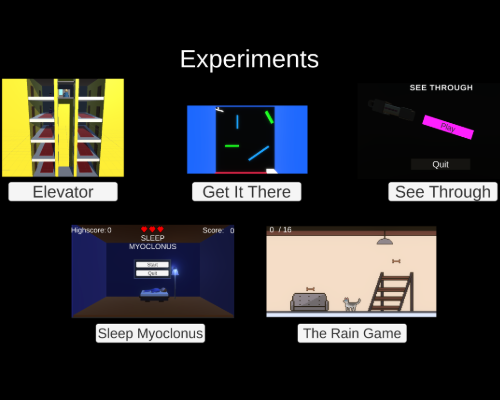 Experiments
SEE THROUGH
Play
Quit
Elevator
Get It There
See Through
Highscore: 0
Score: 0
SLEEP
MYOCLONUS
Start
Quit
0 / 16
Sleep Myoclonus
The Rain Game